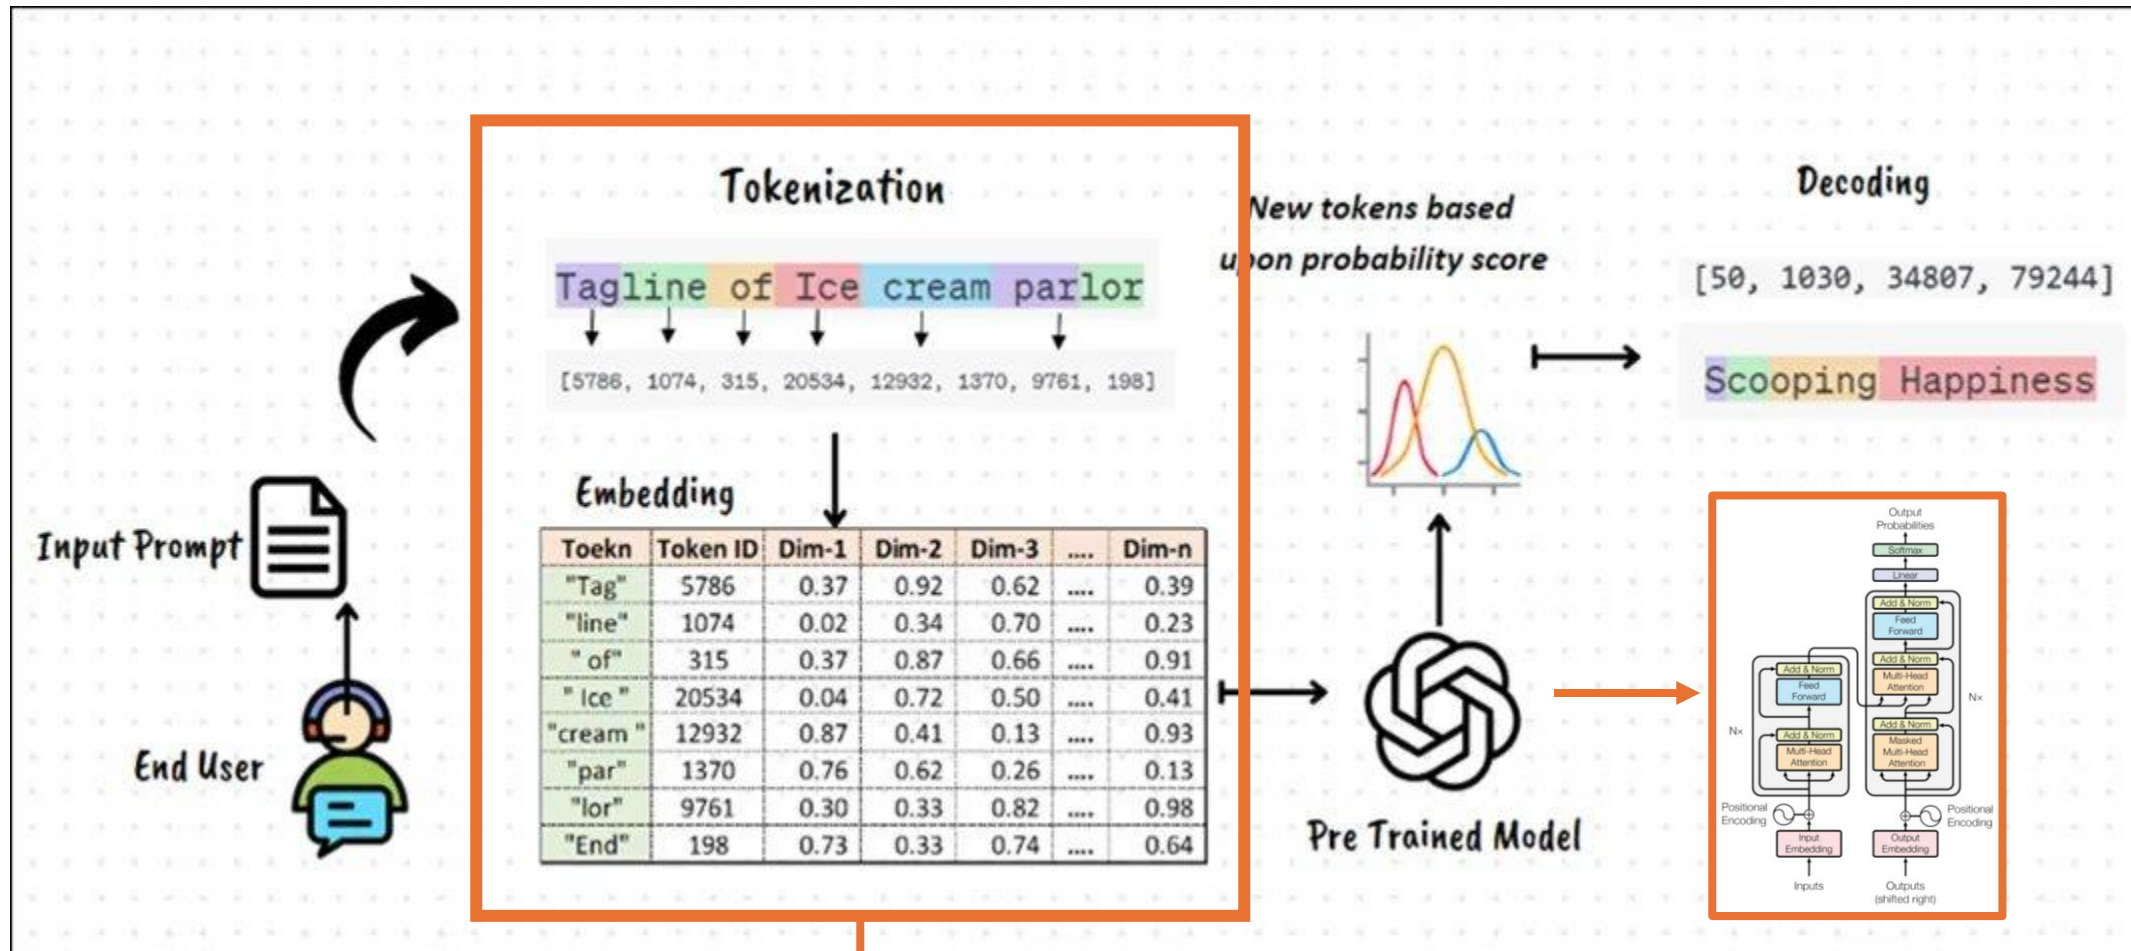 Input Prompt
End User
Tokenization
Tagline of Ice cream parlor
[5786, 1074, 315, 20534, 12932, 1370, 9761, 198]
Embedding
Toekn Token ID Dim-1 Dim-2 Dim-3 .... Dim-n
"Tag" 5786 0.37 0.92 0.62 .... 0.39
"line" 1074 0.02 0.34 0.70 .... 0.23
" of" 315 0.37 0.87 0.66 .... 0.91
" Ice " 20534 0.04 0.72 0.50 .... 0.41
"cream " 12932 0.87 0.41 0.13 .... 0.93
"par" 1370 0.76 0.62 0.26 .... 0.13
"lor" 9761 0.30 0.33 0.82 .... 0.98
"End" 198 0.73 0.33 0.74 .... 0.64
New tokens based
upon probability score
Pre Trained Model
Decoding
[50, 1030, 34807, 79244]
Scooping Happiness
Output
Probabilities
Softmax
Linear
Add & Norm
Feed
Forward
Add & Norm
Multi-Head
Attention
Add & Norm
Masked
Multi-Head
Attention
Nx
Add & Norm
Feed
Forward
Add & Norm
Multi-Head
Attention
Nx
Positional
Encoding
Positional
Encoding
Input
Embedding
Output
Embedding
Inputs
Outputs
(shifted right)